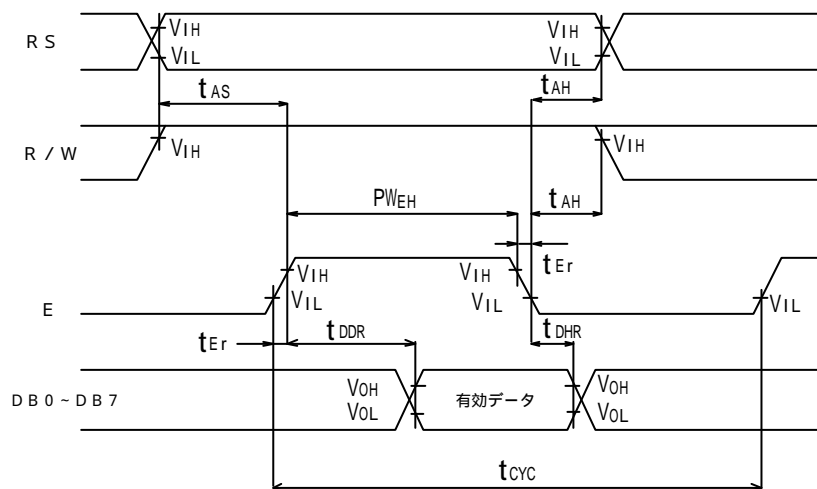 RS
VIH
VIL
VIH
VIL
tAS
tAH
R/W
VIH
VIH
PWEH
tAH
tEr
E
VIH
VIL
VIH
VIL
VIL
tEr
tDDR
tDHR
DB0~DB7
VOH
VOL
有効データ
VOH
VOL
tCYC